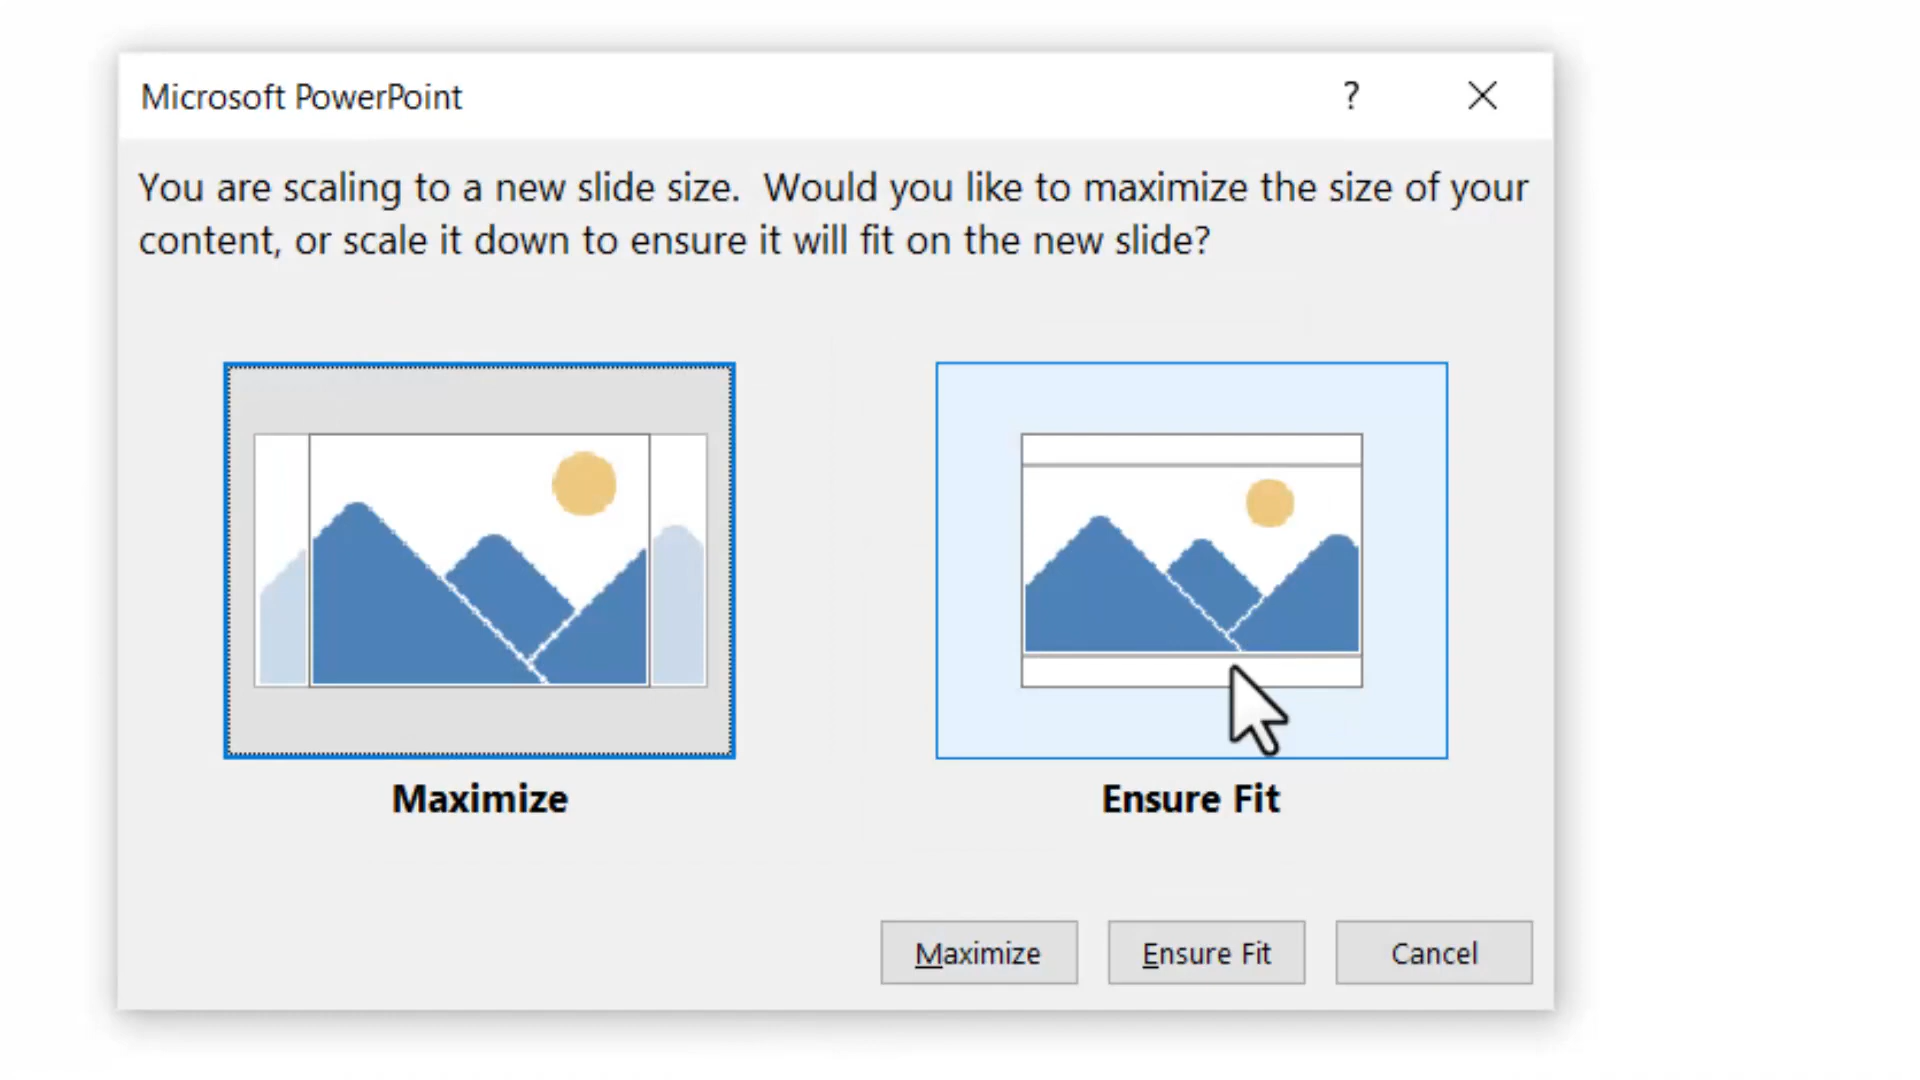 Microsoft PowerPoint
?
You are scaling to a new slide size.  Would you like to maximize the size of your
content, or scale it down to ensure it will fit on the new slide?
Maximize
Ensure Fit
Maximize
Ensure Fit
Cancel